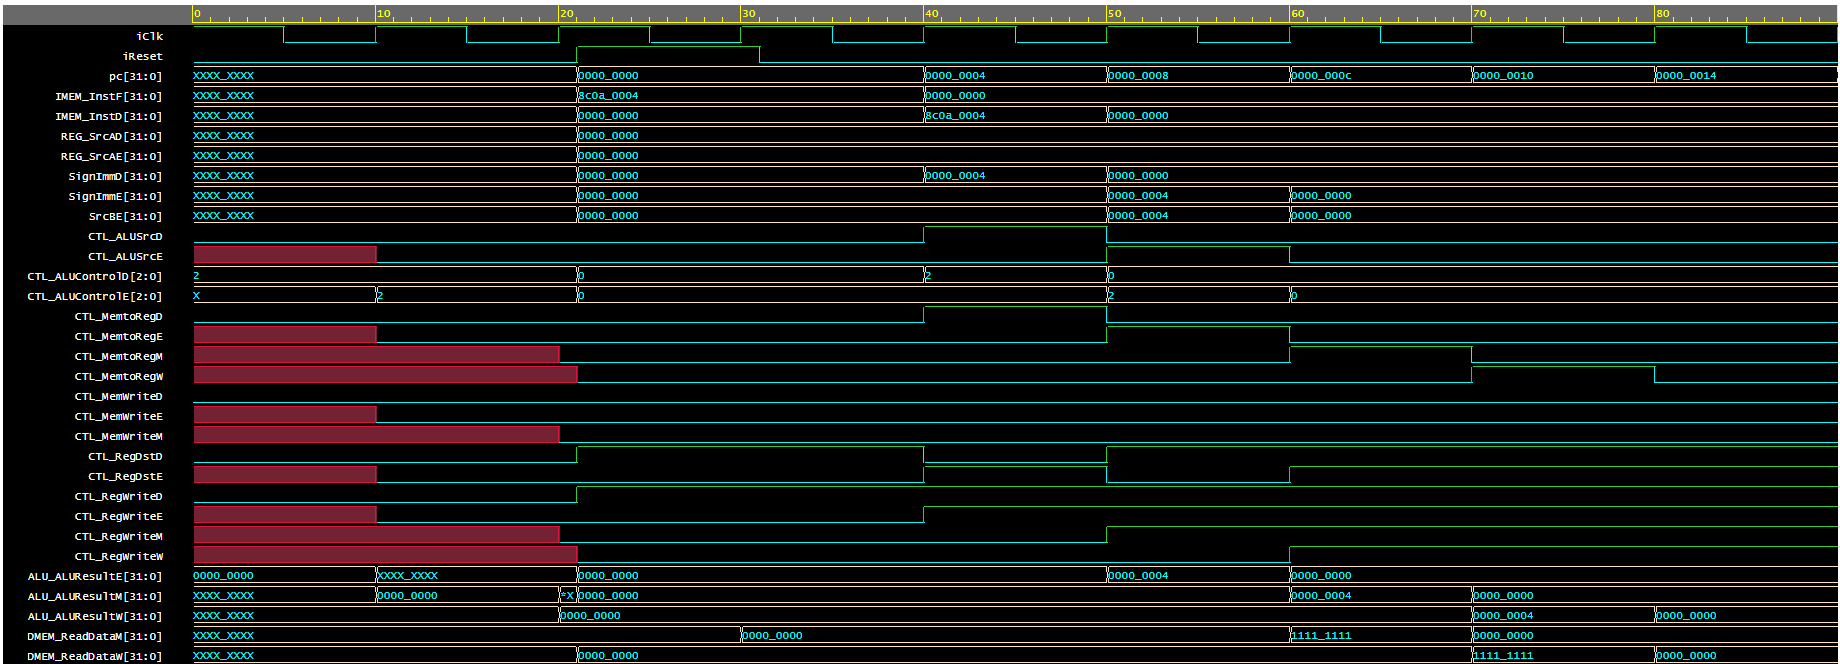 0 10 20 30 40 50 60 70 80
iClk
iReset
pc[31:0] XXXX_XXXX 0000_0000 0000_0004 0000_0008 0000_000c 0000_0010 0000_0014
IMEM_InstF[31:0] XXXX_XXXX 8c0a_0004 0000_0000
IMEM_InstD[31:0] XXXX_XXXX 0000_0000 8c0a_0004 0000_0000
REG_SrcAD[31:0] XXXX_XXXX 0000_0000
REG_SrcAE[31:0] XXXX_XXXX 0000_0000
SignImmD[31:0] XXXX_XXXX 0000_0000 0000_0004 0000_0000
SignImmE[31:0] XXXX_XXXX 0000_0000 0000_0004 0000_0000
SrcBE[31:0] XXXX_XXXX 0000_0000 0000_0004 0000_0000
CTL_ALUSrcD
CTL_ALUSrcE
CTL_ALUControlD[2:0] 2 0 2 0
CTL_ALUControlE[2:0] X 2 0 2 0
CTL_MemtoRegD
CTL_MemtoRegE
CTL_MemtoRegM
CTL_MemtoRegW
CTL_MemWriteD
CTL_MemWriteE
CTL_MemWriteM
CTL_RegDstD
CTL_RegDstE
CTL_RegWriteD
CTL_RegWriteE
CTL_RegWriteM
CTL_RegWriteW
ALU_ALUResultE[31:0] 0000_0000 XXXX_XXXX 0000_0000 0000_0004 0000_0000
ALU_ALUResultM[31:0] XXXX_XXXX 0000_0000 *X 0000_0000 0000_0004 0000_0000
ALU_ALUResultW[31:0] XXXX_XXXX 0000_0000 0000_0004 0000_0000
DMEM_ReadDataM[31:0] XXXX_XXXX 0000_0000 1111_1111 0000_0000
DMEM_ReadDataW[31:0] XXXX_XXXX 0000_0000 1111_1111 0000_0000